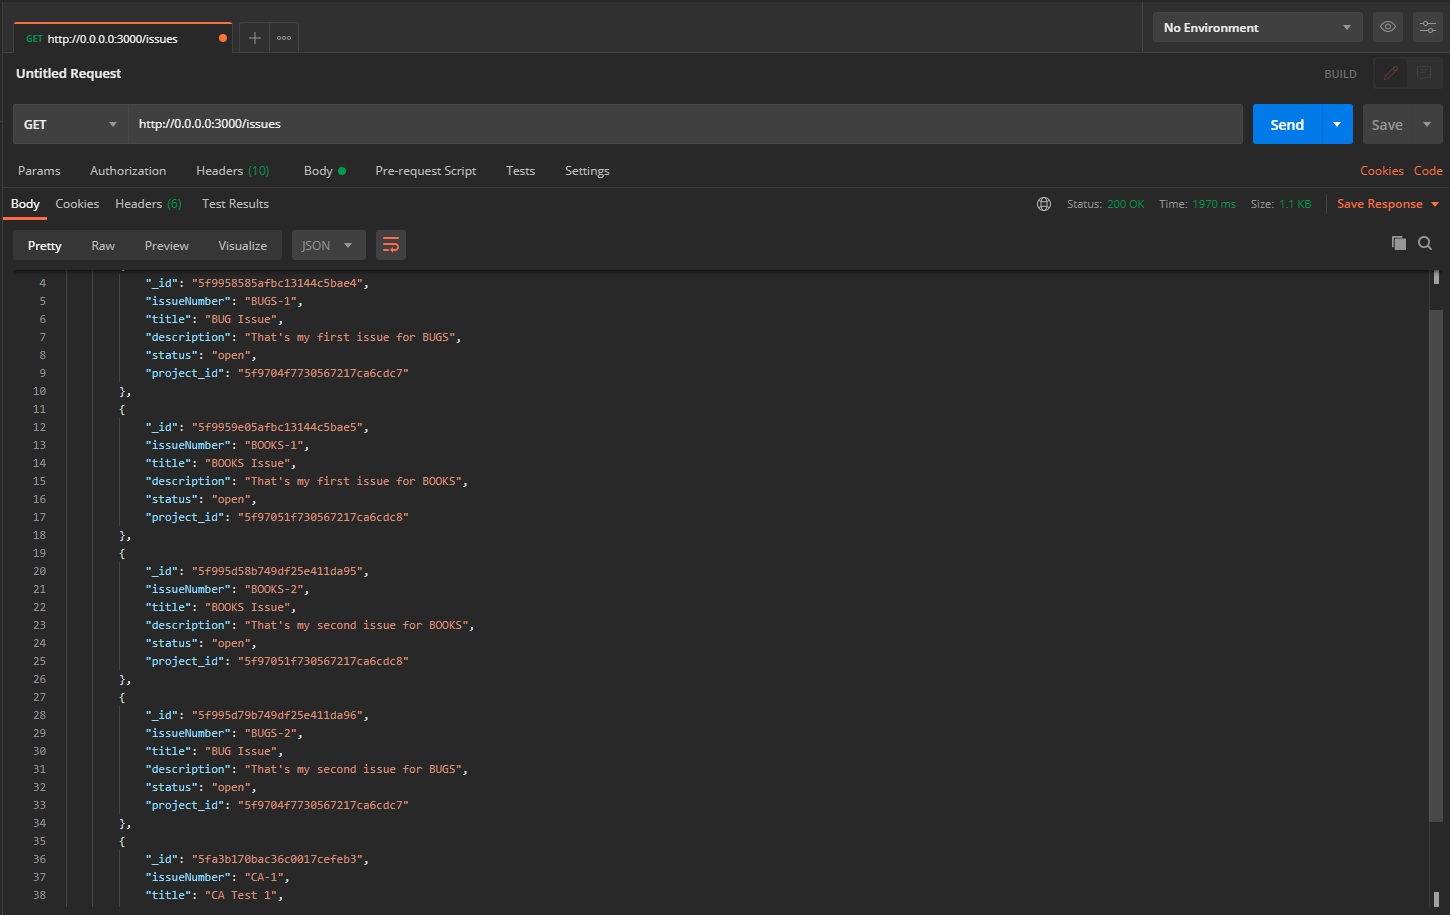 GET http://0.0.0.0:3000/issues
No Environment
Untitled Request
BUILD
GET http://0.0.0.0:3000/issues Send Save
Params Authorization Headers (10) Body Pre-request Script Tests Settings Cookies Code
Body Cookies Headers (6) Test Results Status: 200 OK Time: 1970 ms Size: 1.1 KB Save Response
Pretty Raw Preview Visualize JSON
4 "_id": "5f9958585afbc13144c5bae4",
5 "issueNumber": "BUGS-1",
6 "title": "BUG Issue",
7 "description": "That's my first issue for BUGS",
8 "status": "open",
9 "project_id": "5f9704f7730567217ca6cdc7"
10 },
11 {
12 "_id": "5f9959e05afbc13144c5bae5",
13 "issueNumber": "BOOKS-1",
14 "title": "BOOKS Issue",
15 "description": "That's my first issue for BOOKS",
16 "status": "open",
17 "project_id": "5f97051f730567217ca6cdc8"
18 },
19 {
20 "_id": "5f995d58b749df25e411da95",
21 "issueNumber": "BOOKS-2",
22 "title": "BOOKS Issue",
23 "description": "That's my second issue for BOOKS",
24 "status": "open",
25 "project_id": "5f97051f730567217ca6cdc8"
26 },
27 {
28 "_id": "5f995d79b749df25e411da96",
29 "issueNumber": "BUGS-2",
30 "title": "BUG Issue",
31 "description": "That's my second issue for BUGS",
32 "status": "open",
33 "project_id": "5f9704f7730567217ca6cdc7"
34 },
35 {
36 "_id": "5fa3b170bac36c0017cefeb3",
37 "issueNumber": "CA-1",
38 "title": "CA Test 1",